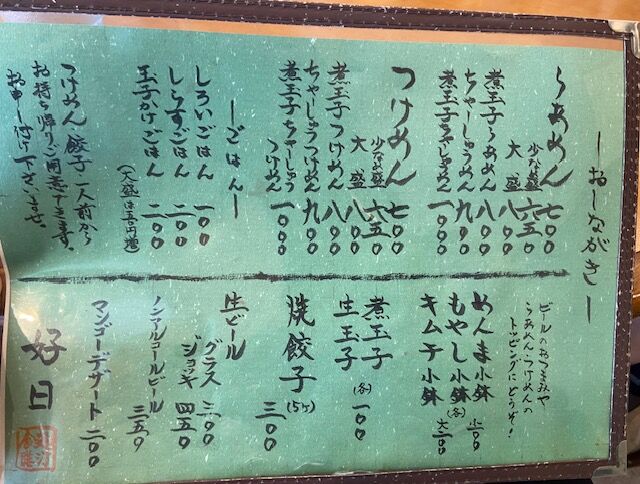 －おしながき－
らあめん 七〇〇
少なめ盛 六五〇
大盛 八〇〇
煮玉子らあめん 八〇〇
ちゃーしゅうめん 九〇〇
煮玉子ちゃーしゅうめん 一、〇〇〇
つけめん 七〇〇
少なめ盛 六五〇
大盛 八〇〇
煮玉子つけめん 八〇〇
ちゃーしゅうつけめん 九〇〇
煮玉子ちゃーしゅうつけめん 一、〇〇〇
－ごはん－
しろいごはん 一〇〇
しらすごはん 二〇〇
玉子かけごはん 二〇〇
(大盛は五〇円増)
つけめん、餃子 一人前から
お持ち帰りご用意できます。
お申し付け下さいませ。
ビールのおつまみや
らあめん・つけめんの
トッピングにどうぞ！
めんま小鉢 小一〇〇
もやし小鉢(各)
キムチ小鉢 大二〇〇
煮玉子
生玉子 (各)一〇〇
焼餃子(5ケ) 三〇〇
生ビール
グラス 三〇〇
ジョッキ 四五〇
ノンアルコールビール 三五〇
マンゴーデザート 二〇〇
好日